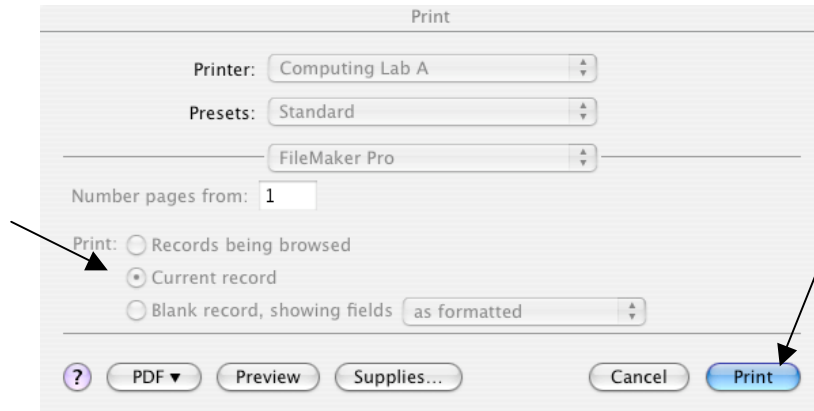 Print
Printer: Computing Lab A
Presets: Standard
FileMaker Pro
Number pages from: 1
Print: Records being browsed
Current record
Blank record, showing fields as formatted
? PDF▼ Preview Supplies... Cancel Print